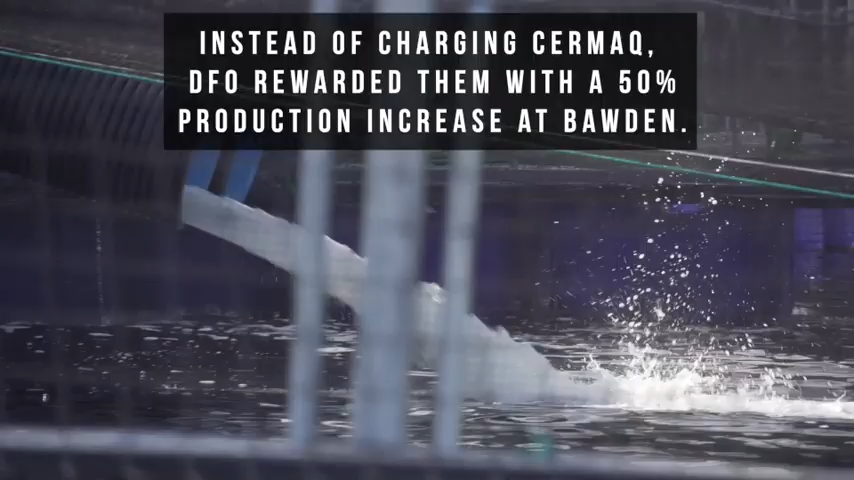 INSTEAD OF CHARGING CERMAQ,
DFO REWARDED THEM WITH A 50%
PRODUCTION INCREASE AT BAWDEN.